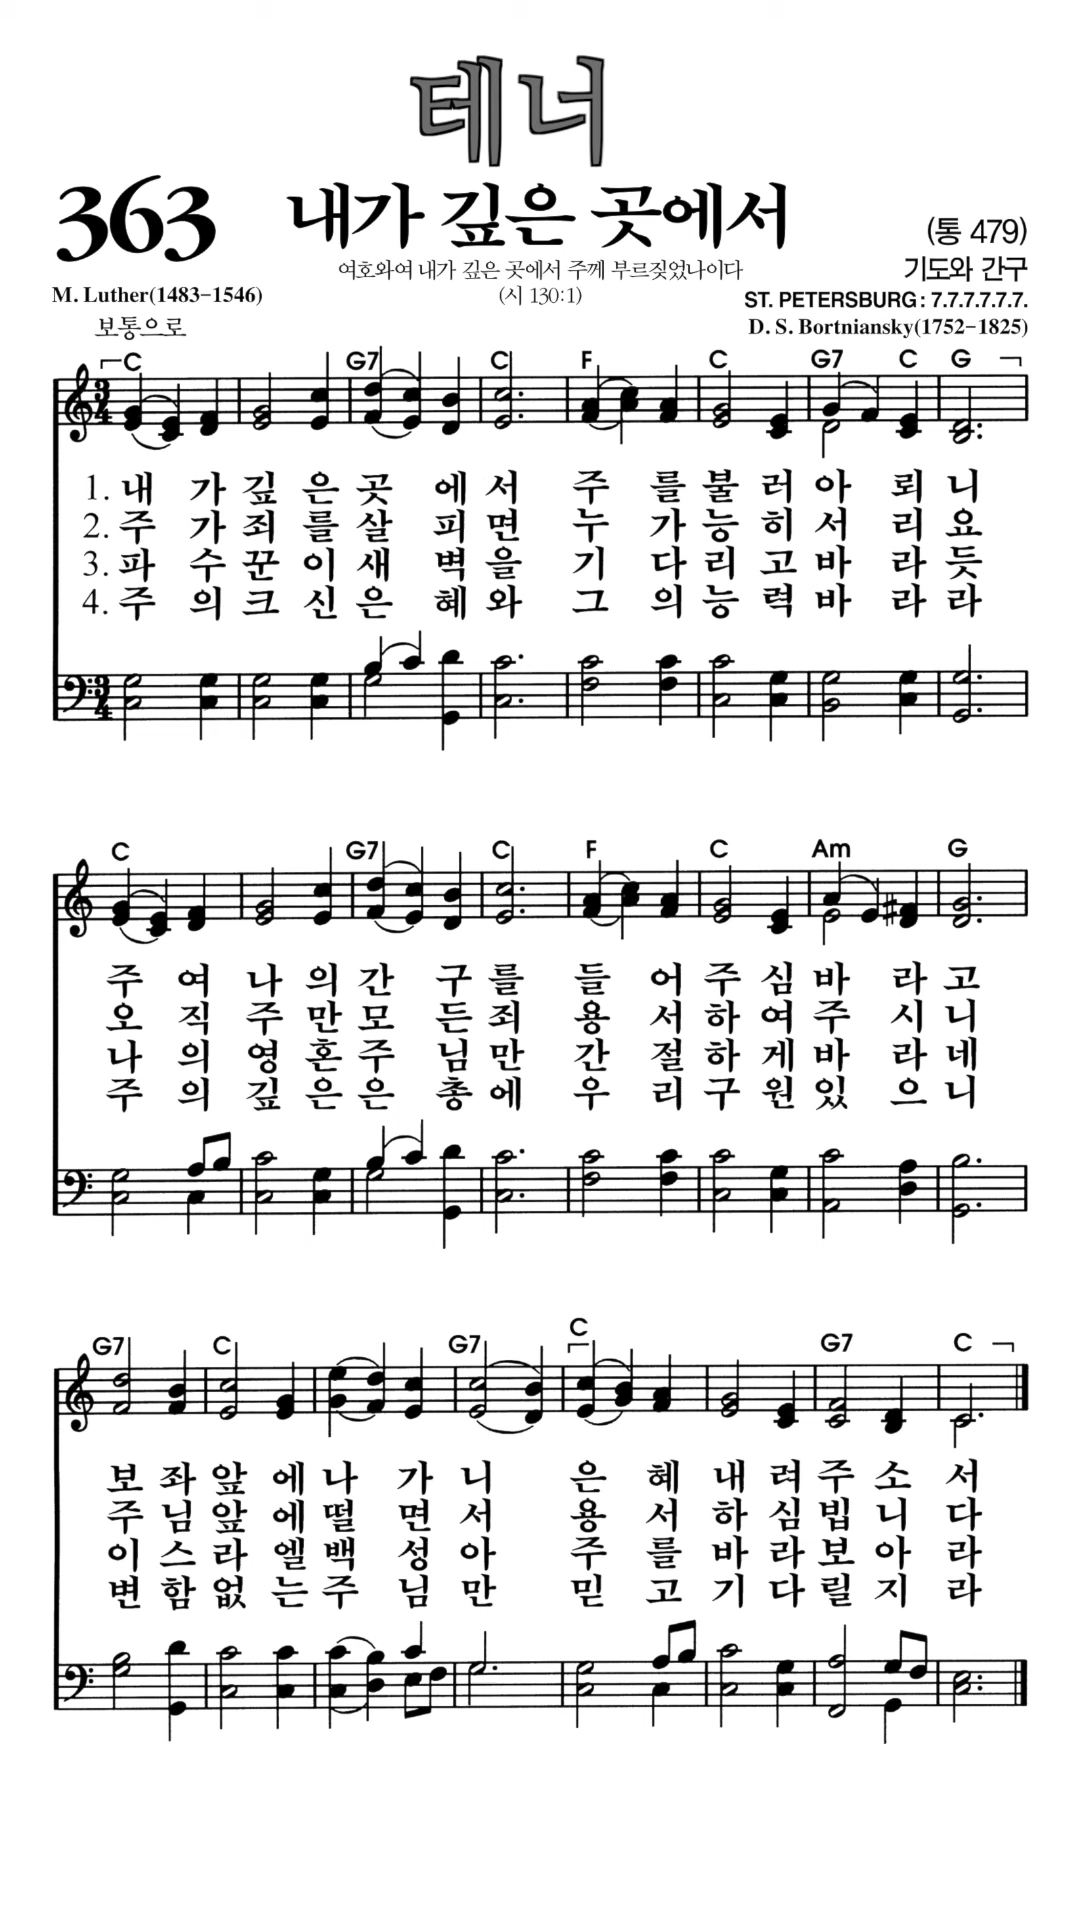 테너
363 내가 깊은 곳에서 (통 479)
여호와여 내가 깊은 곳에서 주께 부르짖었나이다 기도와 간구
M. Luther(1483-1546) (시 130:1) ST. PETERSBURG: 7.7.7.7.7.7.
보통으로 D. S. Bortniansky(1752-1825)
C G7 C F C G7 C G
1. 내 가 깊 은 곳 에 서 주 를 불 러 아 뢰 니
2. 주 가 죄 를 살 피 면 누 가 능 히 서 리 요
3. 파 수 꾼 이 새 벽 을 기 다 리 고 바 라 듯
4. 주 의 크 신 은 혜 와 그 의 능 력 바 라 라
C G7 C F C Am G
주 여 나 의 간 구 를 들 어 주 심 바 라 고
오 직 주 만 모 든 죄 용 서 하 여 주 시 니
나 의 영 혼 주 님 만 간 절 하 게 바 라 네
주 의 깊 은 은 총 에 우 리 구 원 있 으 니
G7 C G7 C G7 C
보 좌 앞 에 나 가 니 은 혜 내 려 주 소 서
주 님 앞 에 떨 면 서 용 서 하 심 빕 니 다
이 스 라 엘 백 성 아 주 를 바 라 보 아 라
변 함 없 는 주 님 만 믿 고 기 다 릴 지 라